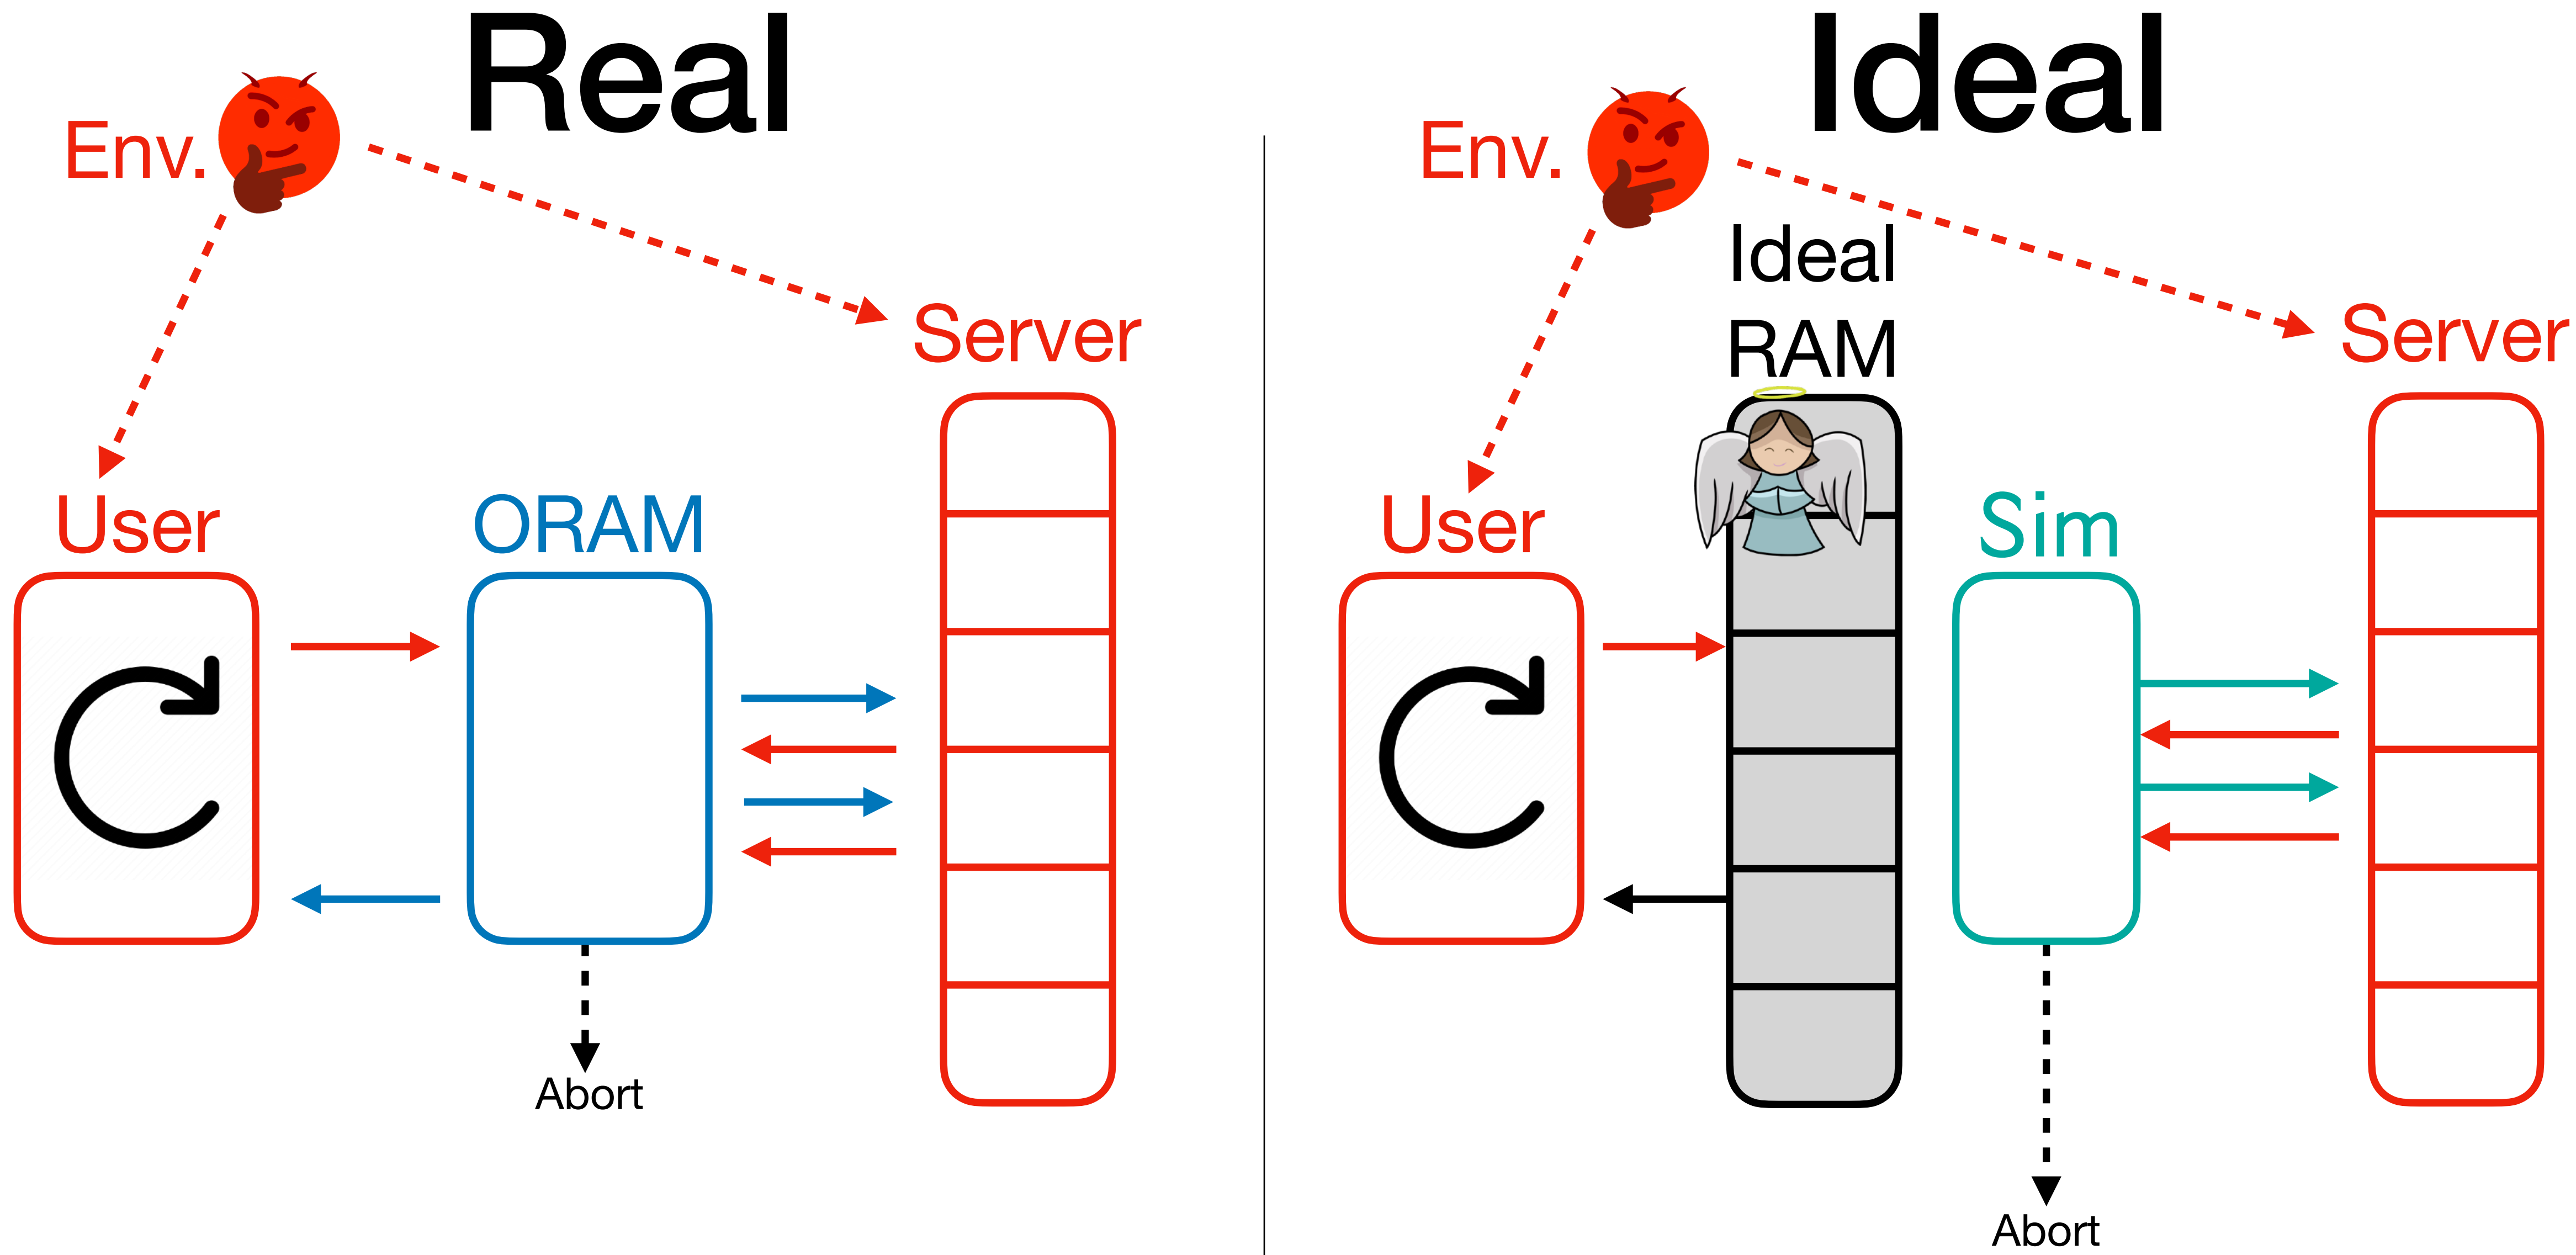 Real
Env.
Server
User
ORAM
Abort
Ideal
Env.
Ideal
RAM
Server
User
Sim
Abort